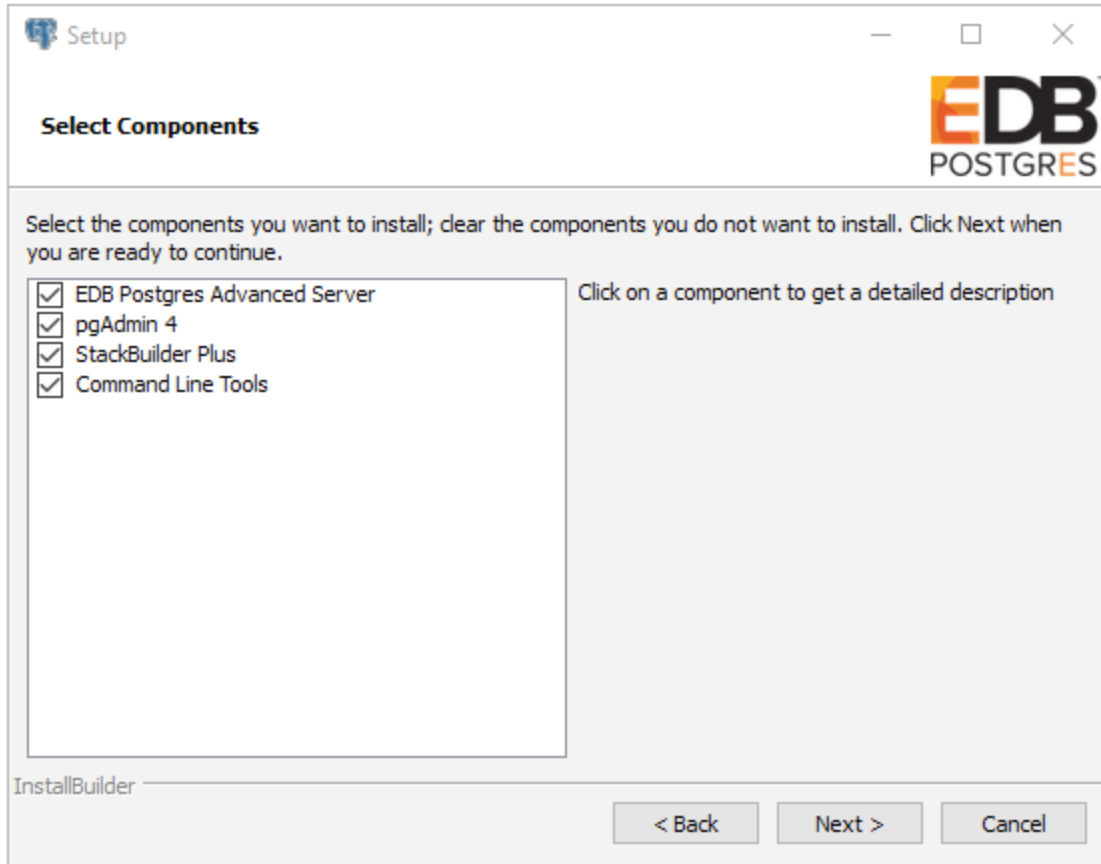 Setup
Select Components
EDB™
POSTGRES
Select the components you want to install; clear the components you do not want to install. Click Next when
you are ready to continue.
EDB Postgres Advanced Server
pgAdmin 4
StackBuilder Plus
Command Line Tools
Click on a component to get a detailed description
InstallBuilder
< Back
Next >
Cancel